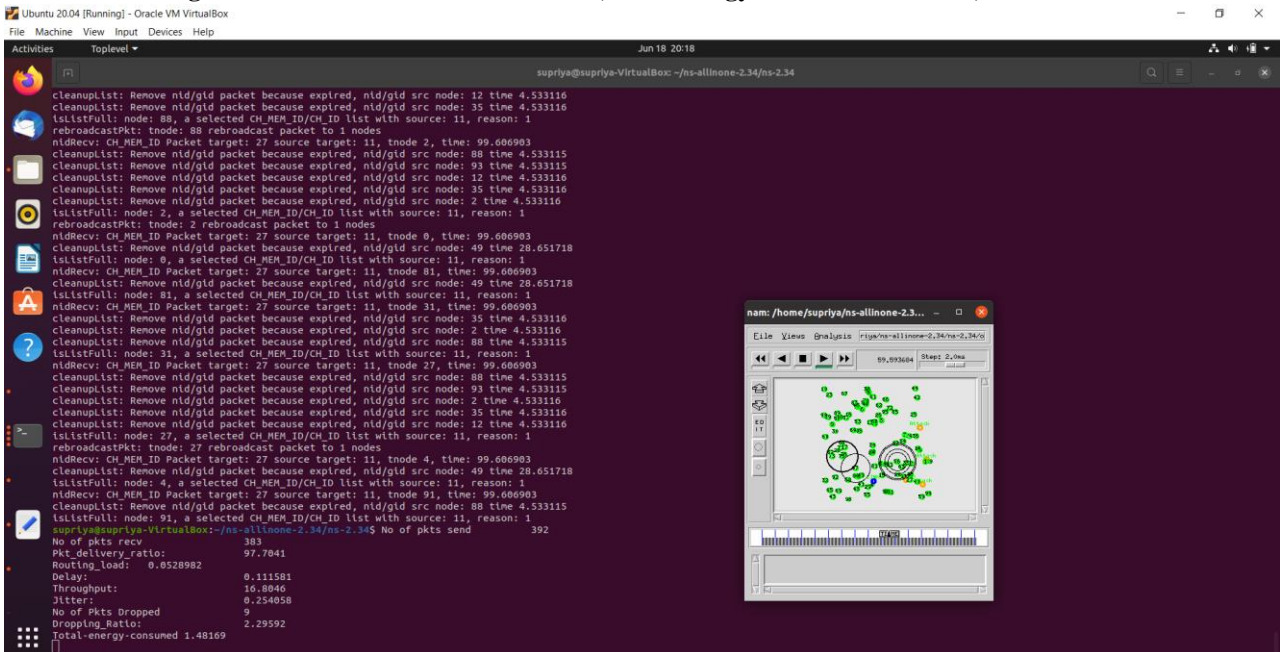 Ubuntu 20.04 [Running] - Oracle VM VirtualBox
File Machine View Input Devices Help
Activities Toplevel Jun 18 20:18
supriya@supriya-VirtualBox: ~/ns-allinone-2.34/ns-2.34
cleanupList: Remove nid/gid packet because expired, nid/gid src node: 12 time 4.533116
cleanupList: Remove nid/gid packet because expired, nid/gid src node: 35 time 4.533116
isListFull: node: 88, a selected CH_MEM_ID/CH_ID list with source: 11, reason: 1
rebroadcastPkt: tnode: 88 rebroadcast packet to 1 nodes
nidRecv: CH_MEM_ID Packet target: 27 source target: 11, tnode 2, time: 99.606903
cleanupList: Remove nid/gid packet because expired, nid/gid src node: 88 time 4.533115
cleanupList: Remove nid/gid packet because expired, nid/gid src node: 93 time 4.533115
cleanupList: Remove nid/gid packet because expired, nid/gid src node: 12 time 4.533116
cleanupList: Remove nid/gid packet because expired, nid/gid src node: 35 time 4.533116
cleanupList: Remove nid/gid packet because expired, nid/gid src node: 2 time 4.533116
isListFull: node: 2, a selected CH_MEM_ID/CH_ID list with source: 11, reason: 1
rebroadcastPkt: tnode: 2 rebroadcast packet to 1 nodes
nidRecv: CH_MEM_ID Packet target: 27 source target: 11, tnode 0, time: 99.606903
cleanupList: Remove nid/gid packet because expired, nid/gid src node: 49 time 28.651718
isListFull: node: 0, a selected CH_MEM_ID/CH_ID list with source: 11, reason: 1
nidRecv: CH_MEM_ID Packet target: 27 source target: 11, tnode 81, time: 99.606903
cleanupList: Remove nid/gid packet because expired, nid/gid src node: 49 time 28.651718
isListFull: node: 81, a selected CH_MEM_ID/CH_ID list with source: 11, reason: 1
nidRecv: CH_MEM_ID Packet target: 27 source target: 11, tnode 31, time: 99.606903
cleanupList: Remove nid/gid packet because expired, nid/gid src node: 35 time 4.533116
cleanupList: Remove nid/gid packet because expired, nid/gid src node: 2 time 4.533116
cleanupList: Remove nid/gid packet because expired, nid/gid src node: 88 time 4.533115
isListFull: node: 31, a selected CH_MEM_ID/CH_ID list with source: 11, reason: 1
nidRecv: CH_MEM_ID Packet target: 27 source target: 11, tnode 27, time: 99.606903
cleanupList: Remove nid/gid packet because expired, nid/gid src node: 88 time 4.533115
cleanupList: Remove nid/gid packet because expired, nid/gid src node: 93 time 4.533115
cleanupList: Remove nid/gid packet because expired, nid/gid src node: 2 time 4.533116
cleanupList: Remove nid/gid packet because expired, nid/gid src node: 35 time 4.533116
cleanupList: Remove nid/gid packet because expired, nid/gid src node: 12 time 4.533116
isListFull: node: 27, a selected CH_MEM_ID/CH_ID list with source: 11, reason: 1
rebroadcastPkt: tnode: 27 rebroadcast packet to 1 nodes
nidRecv: CH_MEM_ID Packet target: 27 source target: 11, tnode 4, time: 99.606903
cleanupList: Remove nid/gid packet because expired, nid/gid src node: 49 time 28.651718
isListFull: node: 4, a selected CH_MEM_ID/CH_ID list with source: 11, reason: 1
nidRecv: CH_MEM_ID Packet target: 27 source target: 11, tnode 91, time: 99.606903
cleanupList: Remove nid/gid packet because expired, nid/gid src node: 88 time 4.533115
isListFull: node: 91, a selected CH_MEM_ID/CH_ID list with source: 11, reason: 1
supriya@supriya-VirtualBox:~/ns-allinone-2.34/ns-2.34$ No of pkts send 392
No of pkts recv 383
Pkt_delivery_ratio: 97.7041
Routing_load: 0.0528982
Delay: 0.111581
Throughput: 16.8046
Jitter: 0.254058
No of Pkts Dropped 9
Dropping_Ratio: 2.29592
Total-energy-consumed 1.48169
nam: /home/supriya/ns-allinone-2.3...
File Views Analysis riya/ns-allinone-2.34/ns-2.34/o
59.593604 Step: 2.0ms
ED
IT